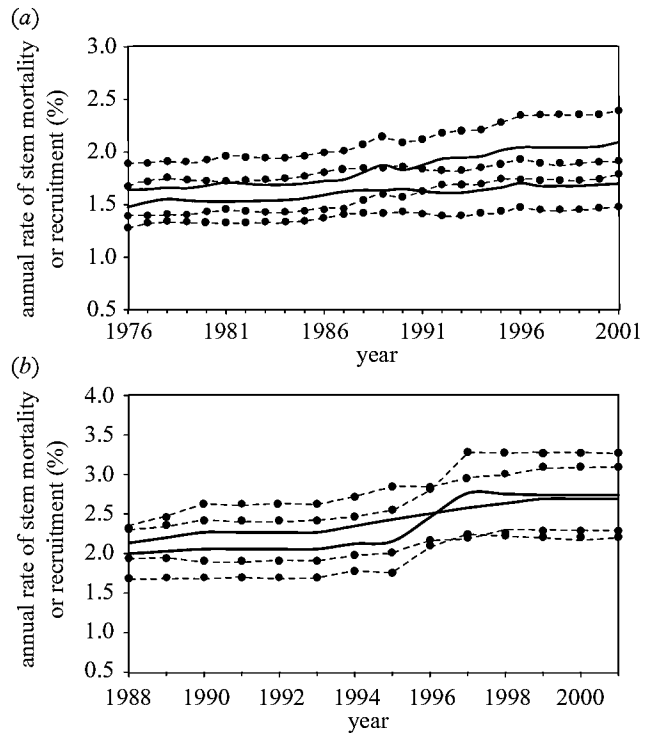 (a)
annual rate of stem mortality
or recruitment (%)
3.0
2.5
2.0
1.5
1.0
0.5
1976 1981 1986 1991 1996 2001
year
(b)
annual rate of stem mortality
or recruitment (%)
4.0
3.5
3.0
2.5
2.0
1.5
1.0
0.5
1988 1990 1992 1994 1996 1998 2000
year